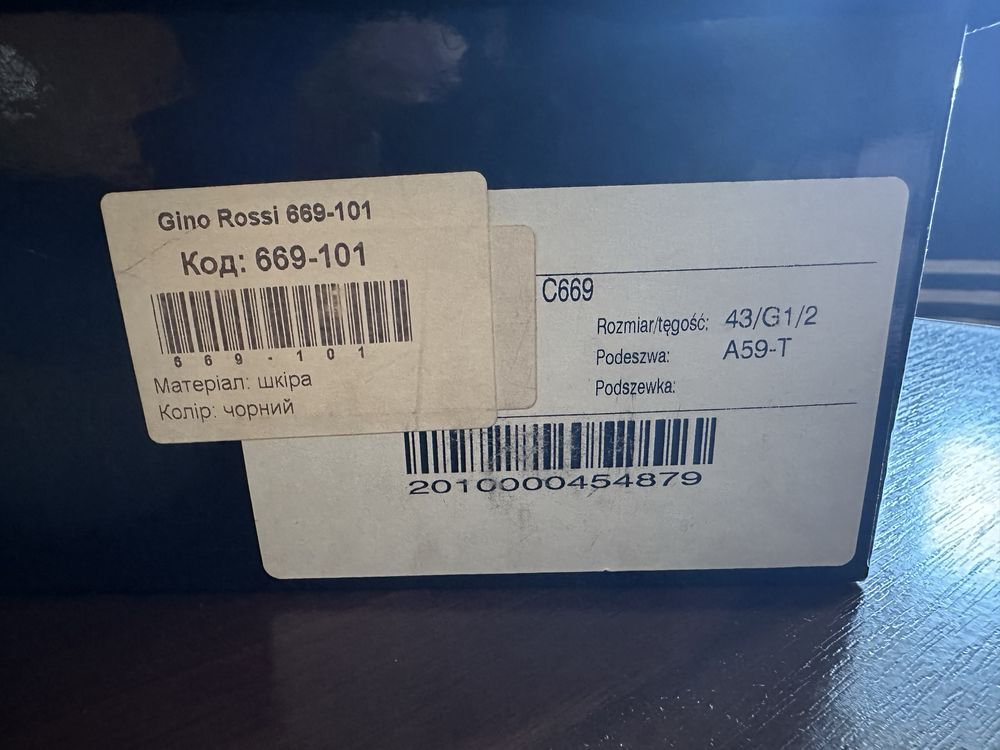 Gino Rossi 669-101
Код: 669-101
669-101
Матеріал: шкіра
Колір: чорний
C669
Rozmiar/tęgość: 43/G1/2
Podeszwa: A59-T
Podszewka:
2010000454879